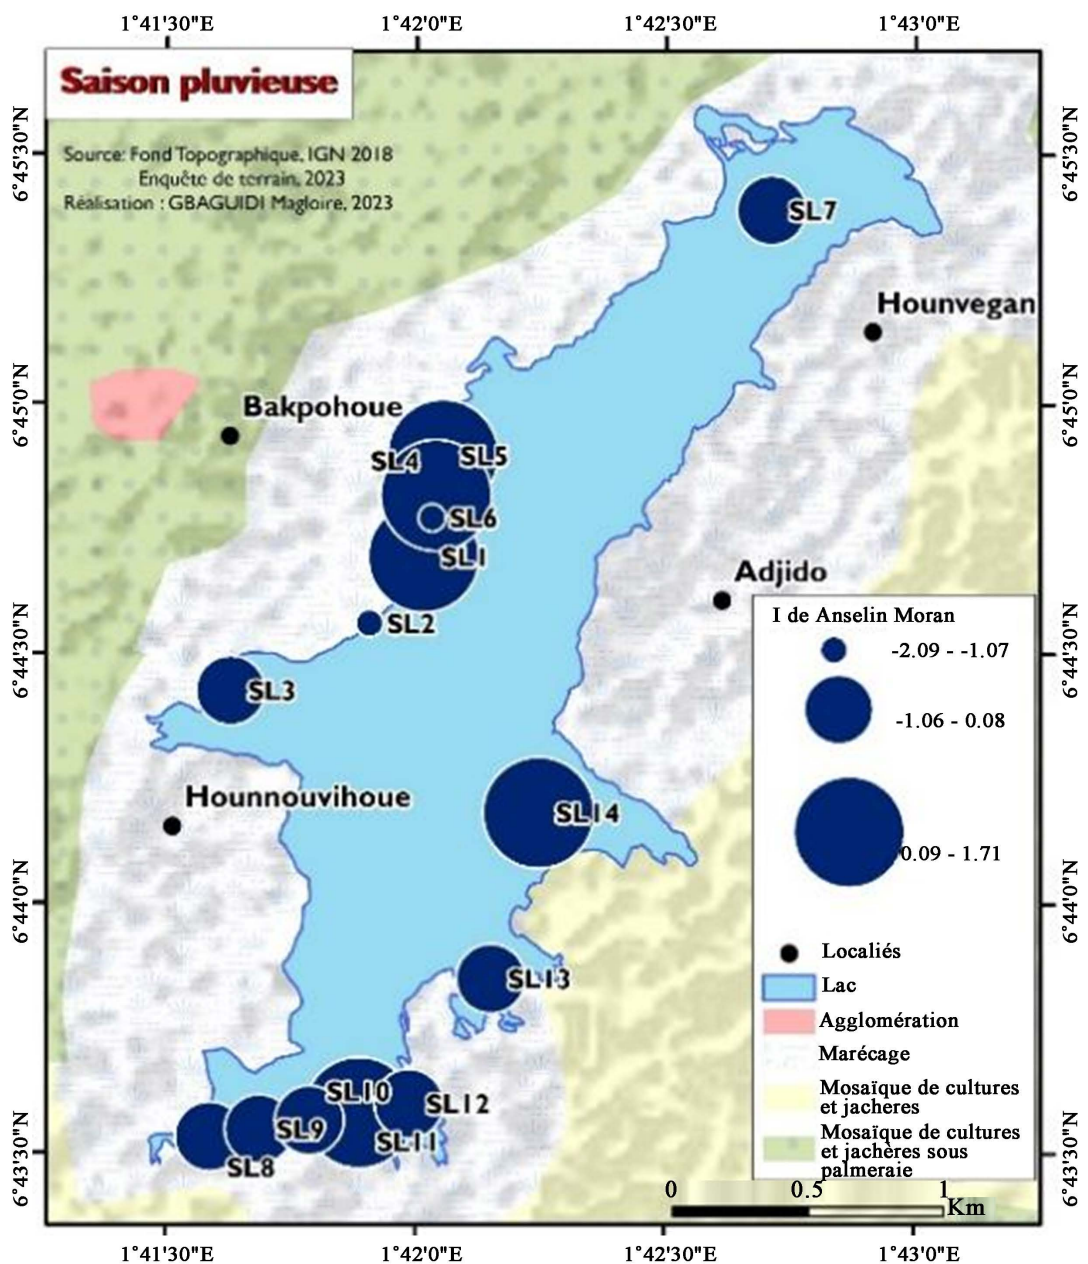 1°41'30"E 1°42'0"E 1°42'30"E 1°43'0"E
Saison pluvieuse
Source: Fond Topographique, IGN 2018
Enquête de terrain, 2023
Réalisation : GBAGUIDI Magloire, 2023
6°45'30"N
6°45'30"N
SL7
Hounvegan
6°45'0"N
6°45'0"N
Bakpohoue
SL4
SL5
SL6
SL1
Adjido
SL2
6°44'30"N
6°44'30"N
SL3
Hounnouvihoue
SL14
6°44'0"N
6°44'0"N
SL13
SL10
SL12
SL9
SL11
SL8
6°43'30"N
6°43'30"N
I de Anselin Moran
-2.09 - -1.07
-1.06 - 0.08
0.09 - 1.71
Localiés
Lac
Agglomération
Marécage
Mosaïque de cultures
et jacheres
Mosaïque de cultures
et jachères sous
palmeraie
0 0.5 1
Km
1°41'30"E 1°42'0"E 1°42'30"E 1°43'0"E